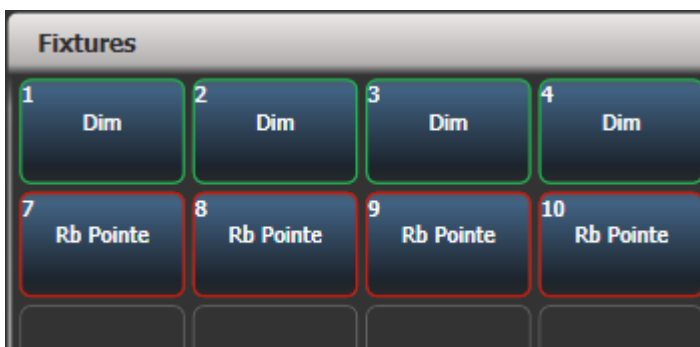 Fixtures
1 2 3 4
Dim Dim Dim Dim
7 8 9 10
Rb Pointe Rb Pointe Rb Pointe Rb Pointe